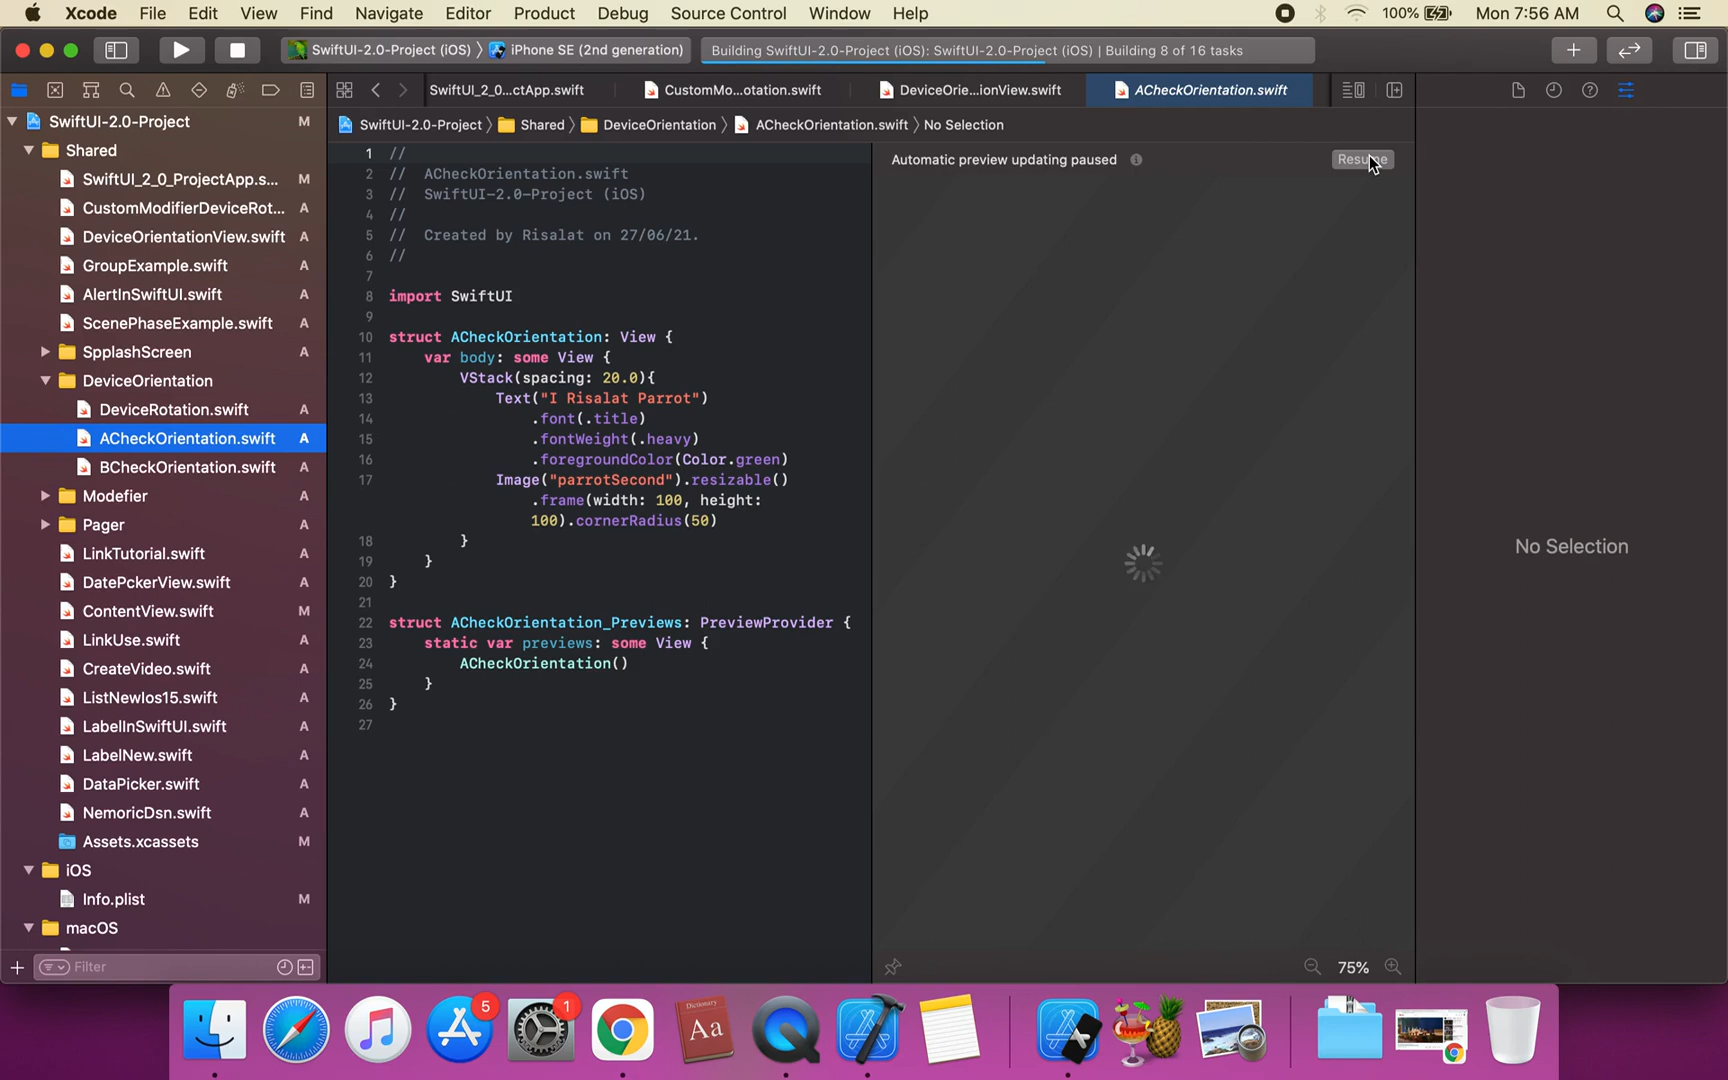 Xcode File Edit View Find Navigate Editor Product Debug Source Control Window Help 100% Mon 7:56 AM
SwiftUI-2.0-Project (iOS) 〉 iPhone SE (2nd generation) Building SwiftUI-2.0-Project (iOS): SwiftUI-2.0-Project (iOS) | Building 8 of 16 tasks
SwiftUI_2_0...ctApp.swift CustomMo...otation.swift DeviceOrie...ionView.swift ACheckOrientation.swift
SwiftUI-2.0-Project 〉 Shared 〉 DeviceOrientation 〉 ACheckOrientation.swift 〉 No Selection
SwiftUI-2.0-Project M
Shared
SwiftUI_2_0_ProjectApp.s... M
CustomModifierDeviceRot... A
DeviceOrientationView.swift A
GroupExample.swift A
AlertInSwiftUI.swift A
ScenePhaseExample.swift A
SpplashScreen A
DeviceOrientation
DeviceRotation.swift A
ACheckOrientation.swift A
BCheckOrientation.swift A
Modefier A
Pager A
LinkTutorial.swift A
DatePckerView.swift A
ContentView.swift M
LinkUse.swift A
CreateVideo.swift A
ListNewIos15.swift A
LabelInSwiftUI.swift A
LabelNew.swift A
DataPicker.swift A
NemoricDsn.swift A
Assets.xcassets M
iOS
Info.plist M
macOS
Filter
1 //
2 // ACheckOrientation.swift
3 // SwiftUI-2.0-Project (iOS)
4 //
5 // Created by Risalat on 27/06/21.
6 //
7
8 import SwiftUI
9
10 struct ACheckOrientation: View {
11 var body: some View {
12 VStack(spacing: 20.0){
13 Text("I Risalat Parrot")
14 .font(.title)
15 .fontWeight(.heavy)
16 .foregroundColor(Color.green)
17 Image("parrotSecond").resizable()
.frame(width: 100, height:
100).cornerRadius(50)
18 }
19 }
20 }
21
22 struct ACheckOrientation_Previews: PreviewProvider {
23 static var previews: some View {
24 ACheckOrientation()
25 }
26 }
27
Automatic preview updating paused Resume
75%
No Selection
5 1 Aa